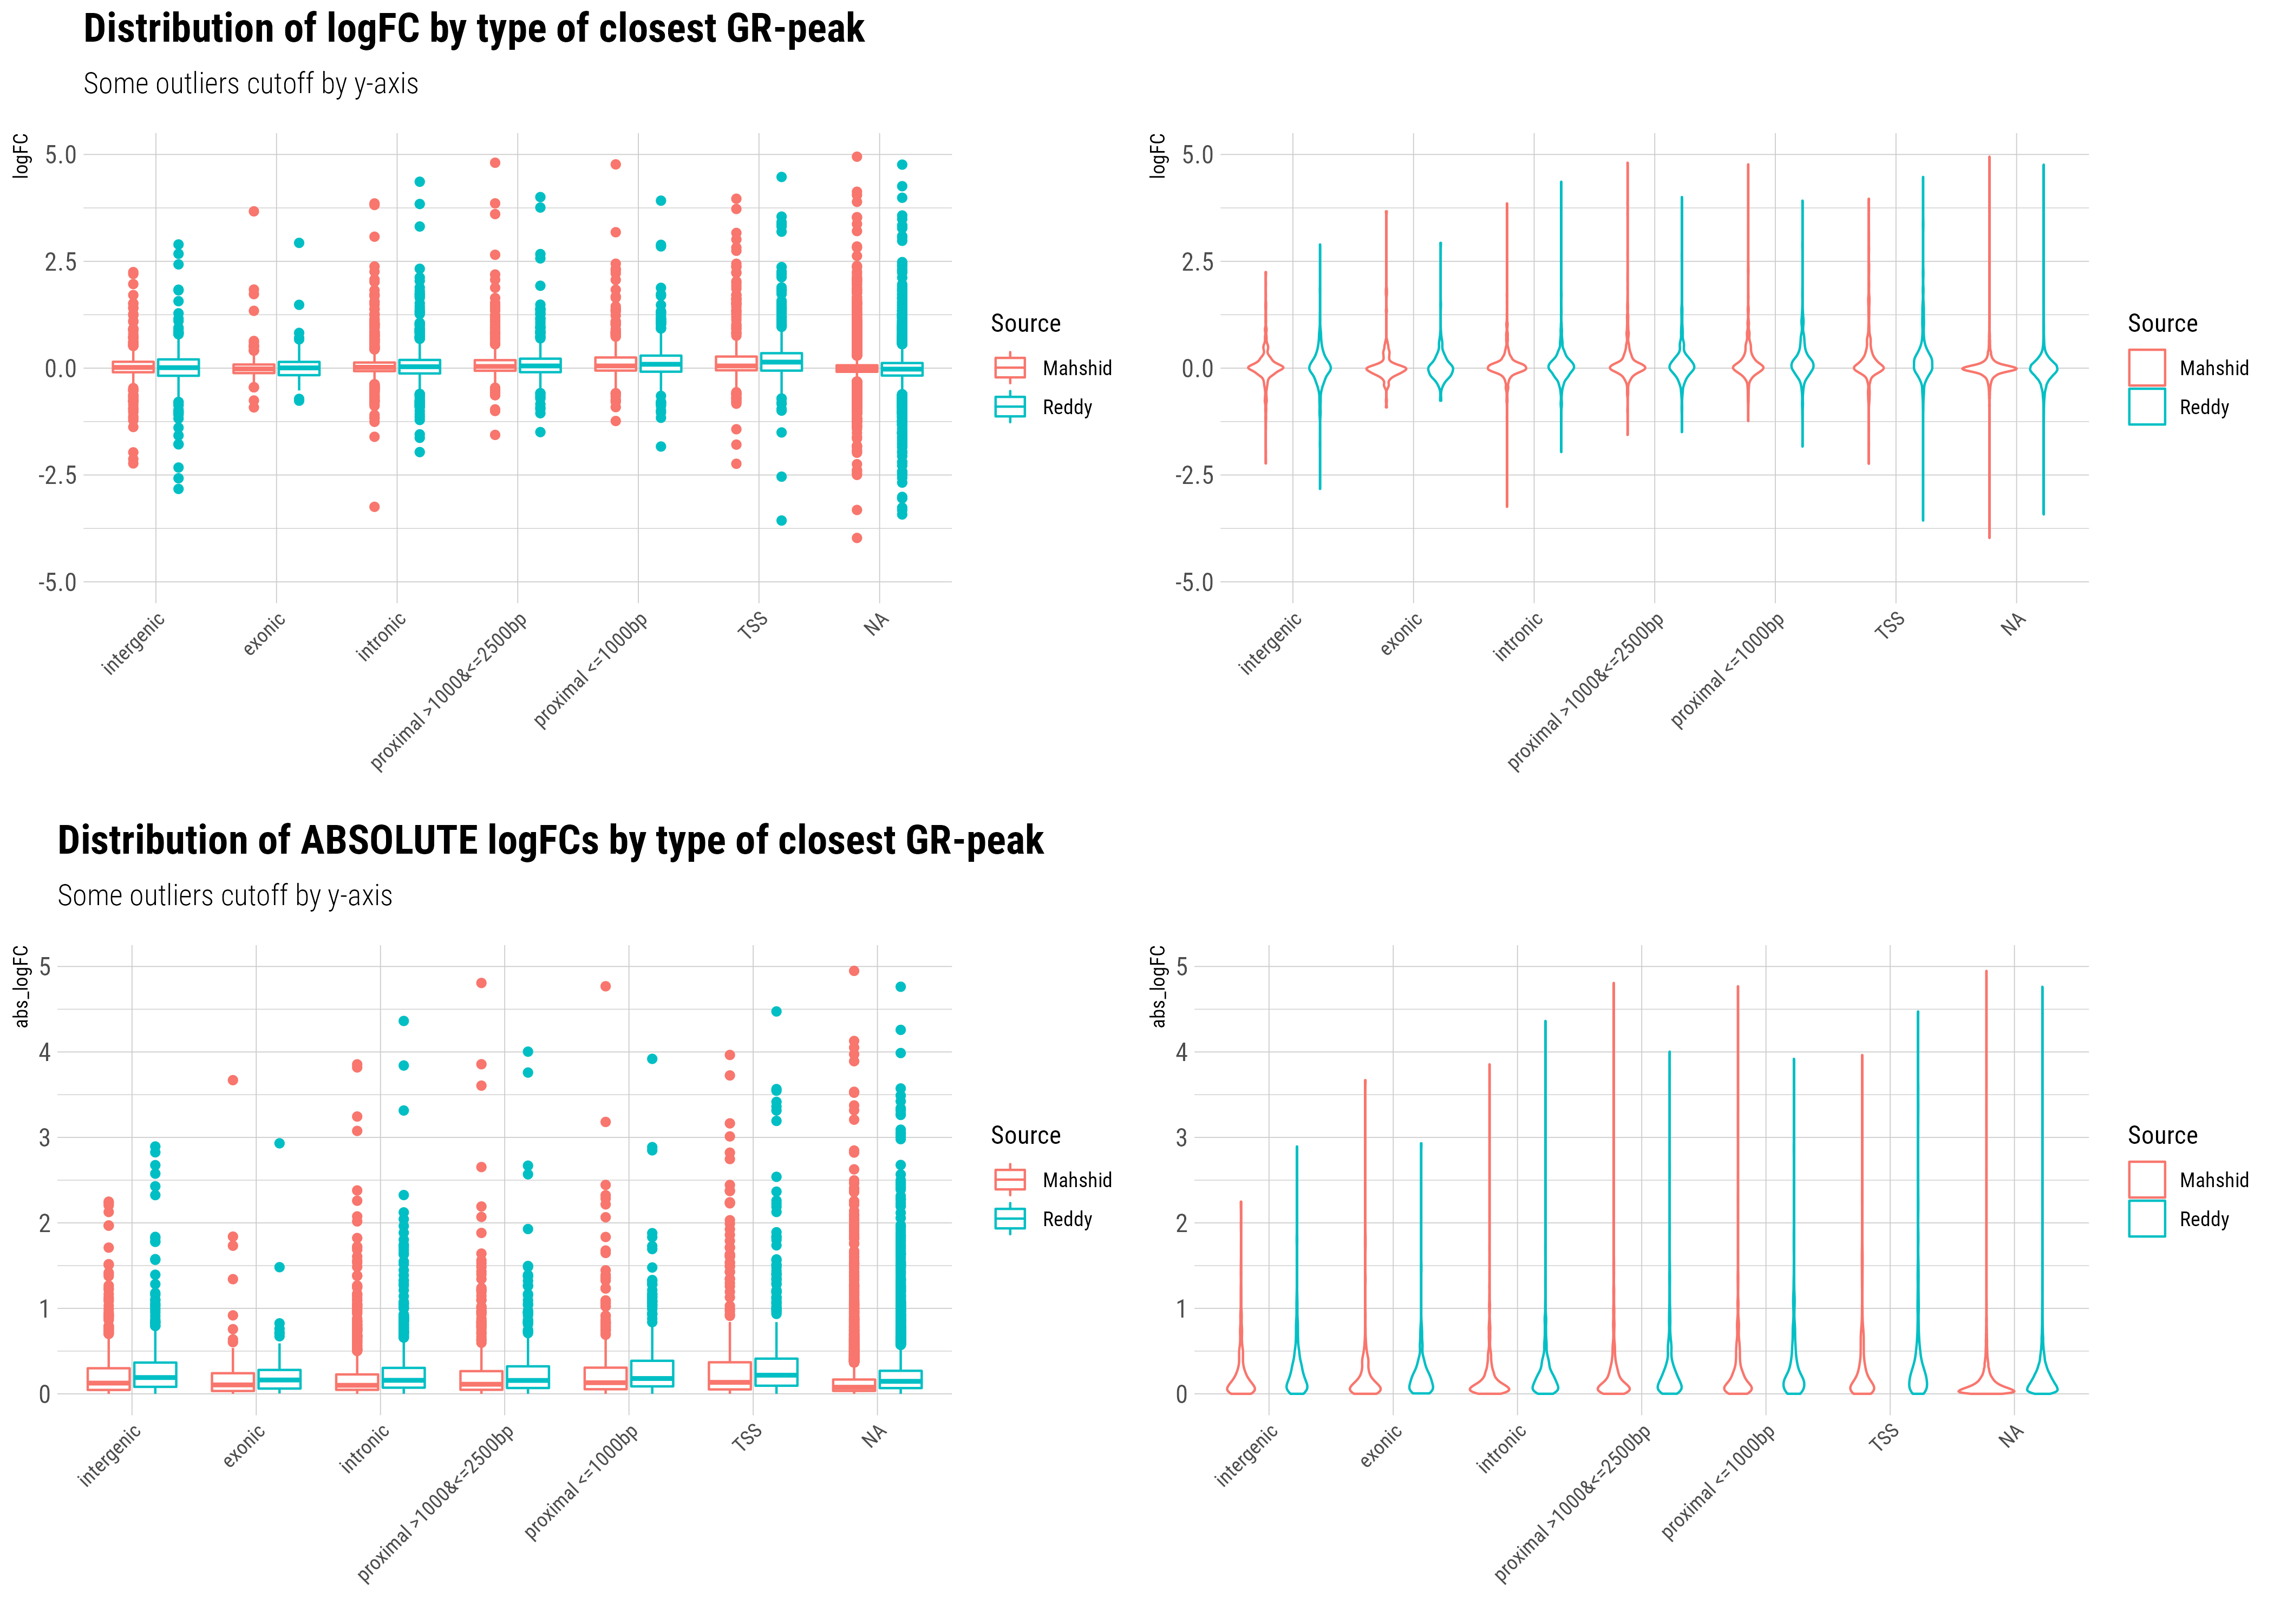 Distribution of logFC by type of closest GR-peak
Some outliers cutoff by y-axis
logFC
5.0
2.5
0.0
-2.5
-5.0
intergenic
exonic
intronic
proximal >1000&<=2500bp
proximal <=1000bp
TSS
NA
Source
Mahshid
Reddy
logFC
5.0
2.5
0.0
-2.5
-5.0
intergenic
exonic
intronic
proximal >1000&<=2500bp
proximal <=1000bp
TSS
NA
Source
Mahshid
Reddy
Distribution of ABSOLUTE logFCs by type of closest GR-peak
Some outliers cutoff by y-axis
abs_logFC
5
4
3
2
1
0
intergenic
exonic
intronic
proximal >1000&<=2500bp
proximal <=1000bp
TSS
NA
Source
Mahshid
Reddy
abs_logFC
5
4
3
2
1
0
intergenic
exonic
intronic
proximal >1000&<=2500bp
proximal <=1000bp
TSS
NA
Source
Mahshid
Reddy